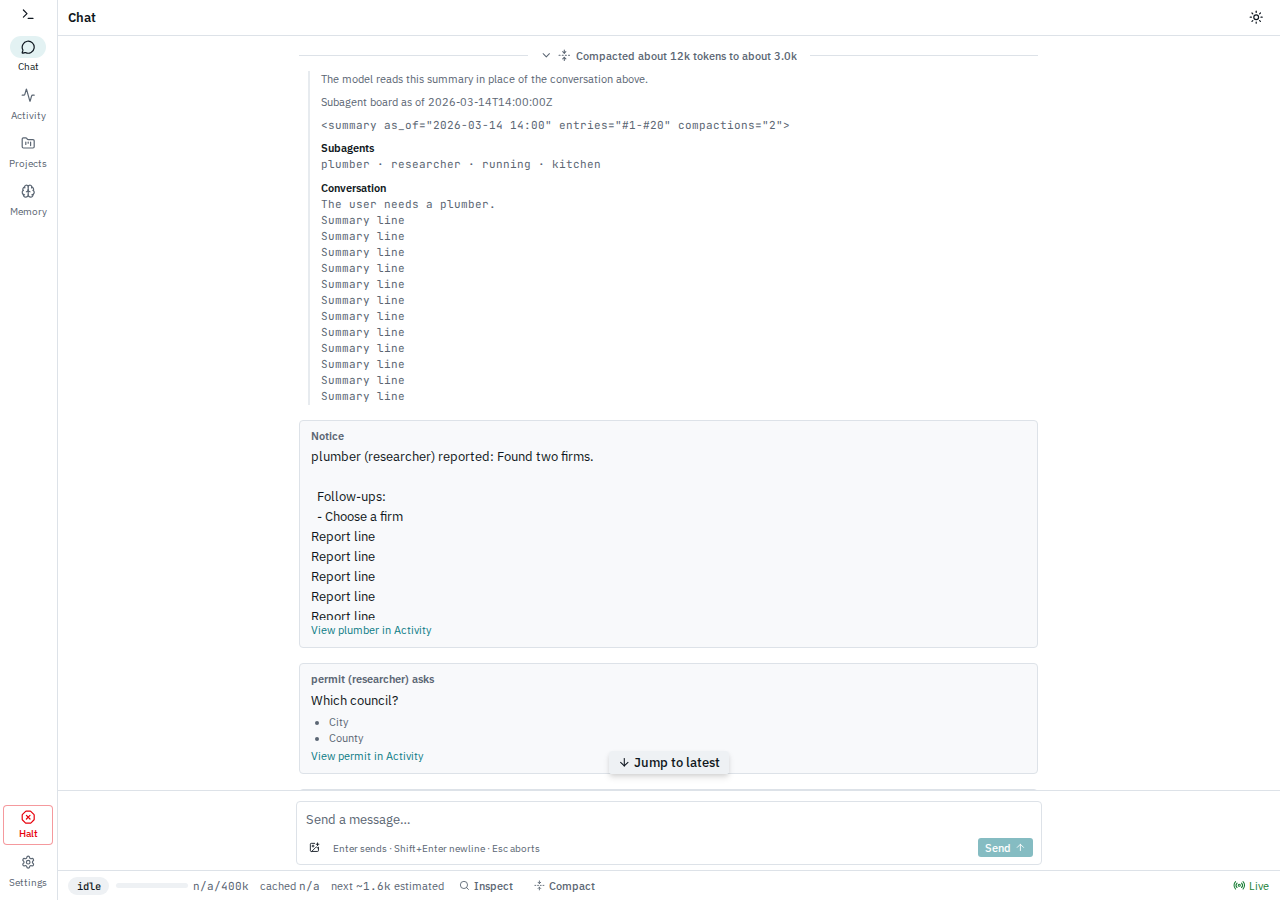 Chat
Chat
Activity
Projects
Memory
Halt
Settings
Compacted about 12k tokens to about 3.0k
The model reads this summary in place of the conversation above.
Subagent board as of 2026-03-14T14:00:00Z
<summary as_of="2026-03-14 14:00" entries="#1-#20" compactions="2">
Subagents
plumber · researcher · running · kitchen
Conversation
The user needs a plumber.
Summary line
Summary line
Summary line
Summary line
Summary line
Summary line
Summary line
Summary line
Summary line
Summary line
Summary line
Summary line
Notice
plumber (researcher) reported: Found two firms.
Follow-ups:
- Choose a firm
Report line
Report line
Report line
Report line
Report line
View plumber in Activity
permit (researcher) asks
Which council?
• City
• County
View permit in Activity
Jump to latest
Send a message...
Enter sends · Shift+Enter newline · Esc aborts
Send
idle n/a/400k cached n/a next ~1.6k estimated Inspect Compact Live